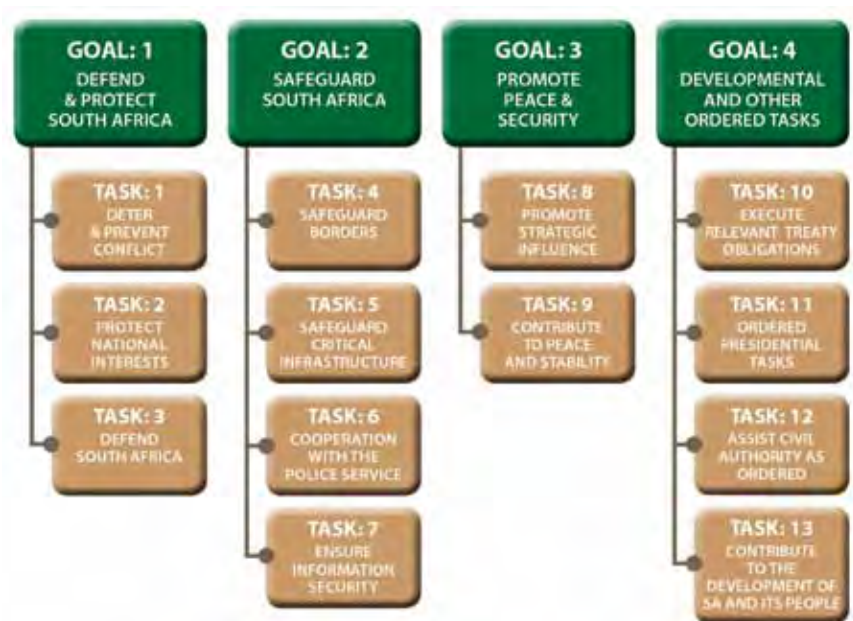 GOAL: 1
DEFEND
& PROTECT
SOUTH AFRICA
TASK: 1
DETER
& PREVENT
CONFLICT
TASK: 2
PROTECT
NATIONAL
INTERESTS
TASK: 3
DEFEND
SOUTH AFRICA
GOAL: 2
SAFEGUARD
SOUTH AFRICA
TASK: 4
SAFEGUARD
BORDERS
TASK: 5
SAFEGUARD
CRITICAL
INFRASTRUCTURE
TASK: 6
COOPERATION
WITH THE
POLICE SERVICE
TASK: 7
ENSURE
INFORMATION
SECURITY
GOAL: 3
PROMOTE
PEACE &
SECURITY
TASK: 8
PROMOTE
STRATEGIC
INFLUENCE
TASK: 9
CONTRIBUTE
TO PEACE
AND STABILITY
GOAL: 4
DEVELOPMENTAL
AND OTHER
ORDERED TASKS
TASK: 10
EXECUTE
RELEVANT TREATY
OBLIGATIONS
TASK: 11
ORDERED
PRESIDENTIAL
TASKS
TASK: 12
ASSIST CIVIL
AUTHORITY AS
ORDERED
TASK: 13
CONTRIBUTE
TO THE
DEVELOPMENT OF
SA AND ITS PEOPLE